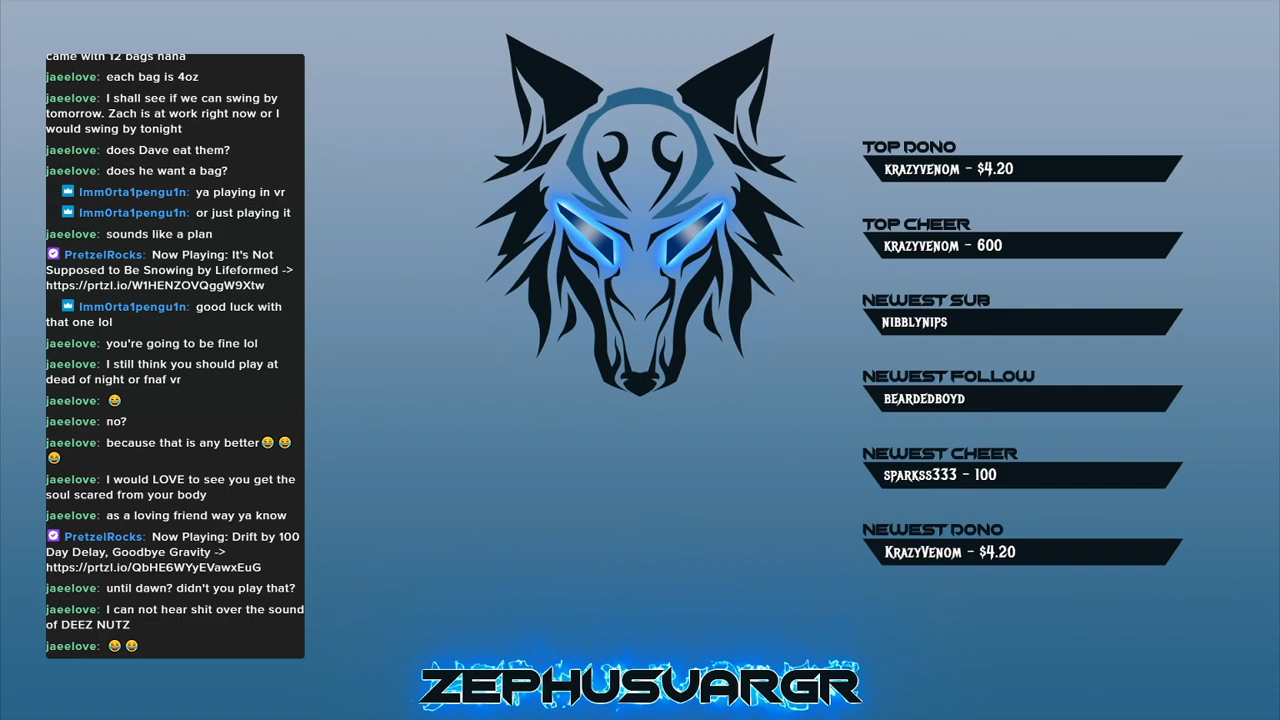 came with 12 bags haha
jaeelove: each bag is 4oz
jaeelove: I shall see if we can swing by
tomorrow. Zach is at work right now or I
would swing by tonight
jaeelove: does Dave eat them?
jaeelove: does he want a bag?
Imm0rta1pengu1n: ya playing in vr
Imm0rta1pengu1n: or just playing it
jaeelove: sounds like a plan
PretzelRocks: Now Playing: It's Not
Supposed to Be Snowing by Lifeformed ->
https://prtzl.io/W1HENZOVQggW9Xtw
Imm0rta1pengu1n: good luck with
that one lol
jaeelove: you're going to be fine lol
jaeelove: I still think you should play at
dead of night or fnaf vr
jaeelove: 😂
jaeelove: no?
jaeelove: because that is any better😂 😂
😂
jaeelove: I would LOVE to see you get the
soul scared from your body
jaeelove: as a loving friend way ya know
PretzelRocks: Now Playing: Drift by 100
Day Delay, Goodbye Gravity ->
https://prtzl.io/QbHE6WYyEVawxEuG
jaeelove: until dawn? didn't you play that?
jaeelove: I can not hear shit over the sound
of DEEZ NUTZ
jaeelove: 😂 😂
TOP DONO
KRAZYVENOM - $4.20
TOP CHEER
KRAZYVENOM - 600
NEWEST SUB
NIBBLYNIPS
NEWEST FOLLOW
BEARDEDBOYD
NEWEST CHEER
SPARKSS333 - 100
NEWEST DONO
KRAZYVENOM - $4.20
ZEPHUSVARGR